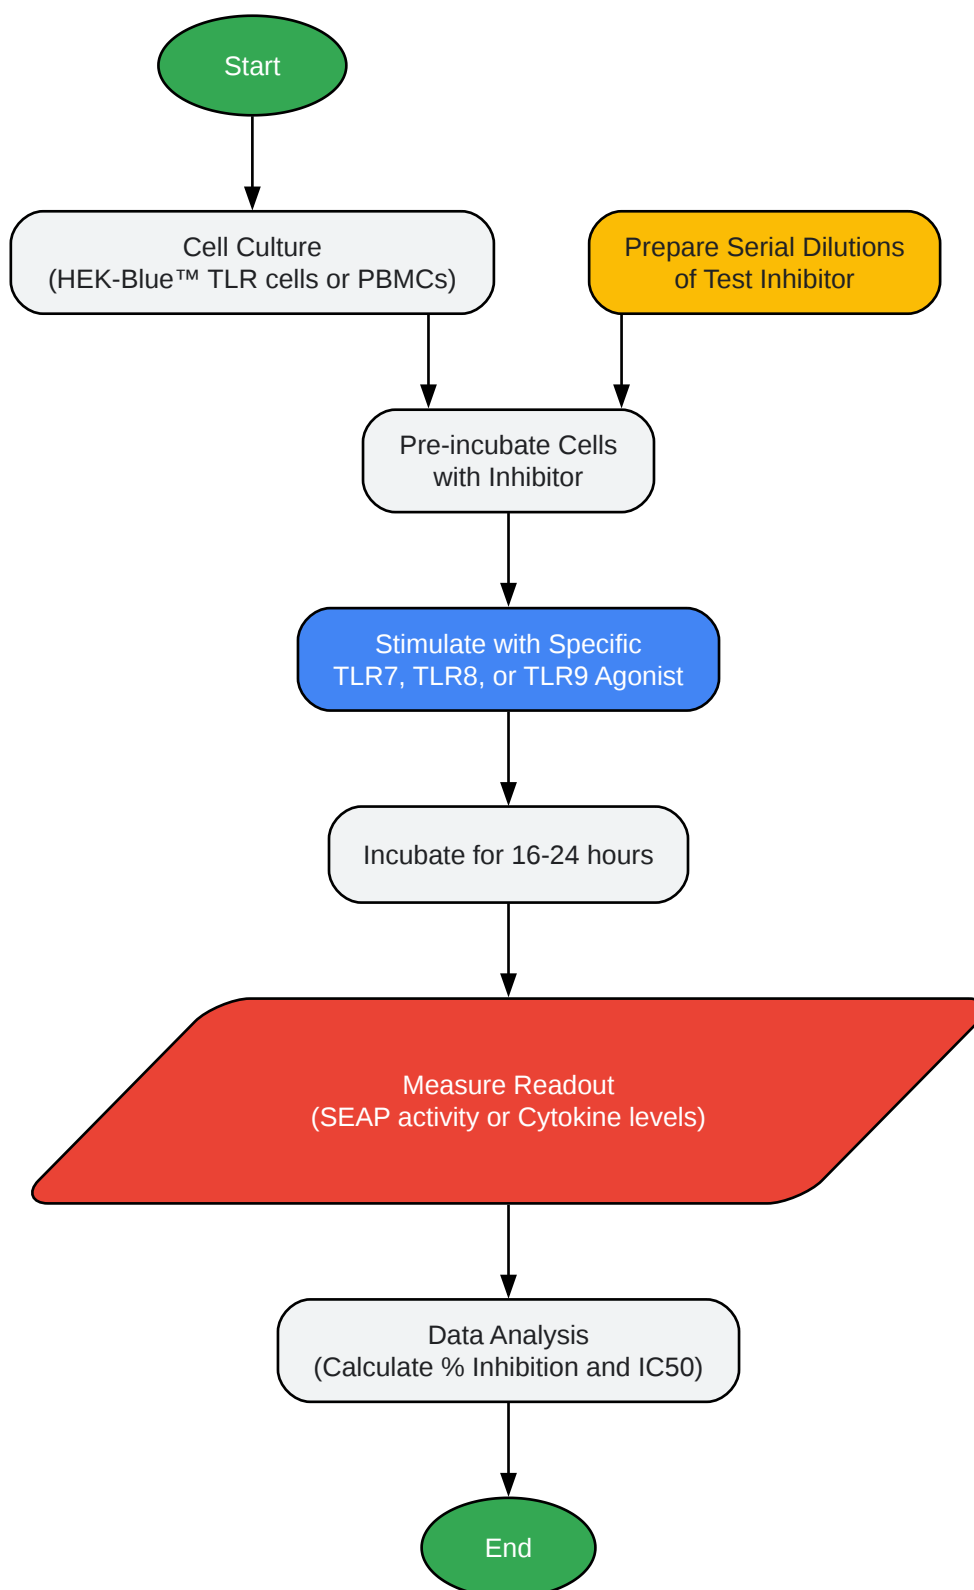 Start
Cell Culture
(HEK-Blue™ TLR cells or PBMCs)
Prepare Serial Dilutions
of Test Inhibitor
Pre-incubate Cells
with Inhibitor
Stimulate with Specific
TLR7, TLR8, or TLR9 Agonist
Incubate for 16-24 hours
Measure Readout
(SEAP activity or Cytokine levels)
Data Analysis
(Calculate % Inhibition and IC50)
End